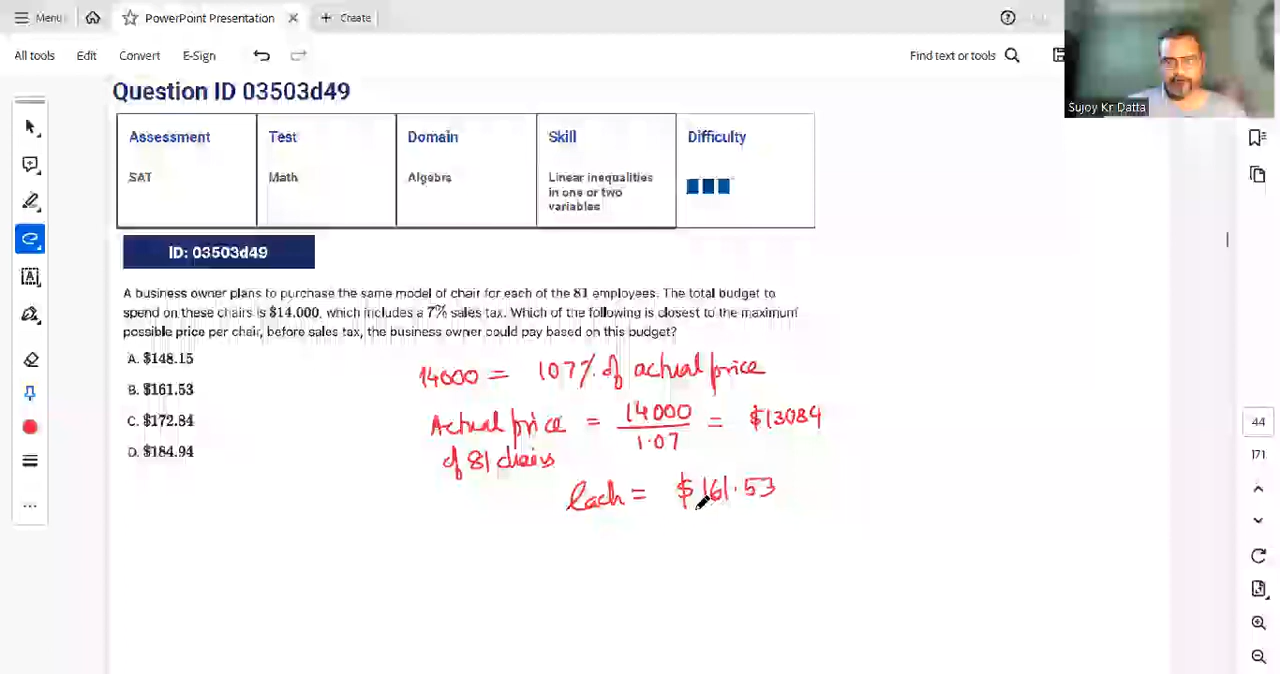 Menu
PowerPoint Presentation
Create
All tools
Edit
Convert
E-Sign
Find text or tools
Sujoy Kr Datta
Question ID 03503d49
Assessment
Test
Domain
Skill
Difficulty
SAT
Math
Algebra
Linear inequalities
in one or two
variables
ID: 03503d49
A business owner plans to purchase the same model of chair for each of the 81 employees. The total budget to
spend on these chairs is $14,000, which includes a 7% sales tax. Which of the following is closest to the maximum
possible price per chair, before sales tax, the business owner could pay based on this budget?
A. $148.15
B. $161.53
C. $172.84
D. $184.94
14000 = 107% of actual price
Actual price = 14000 / 1.07 = $13084
of 81 chairs
Each = $161.53
44
171